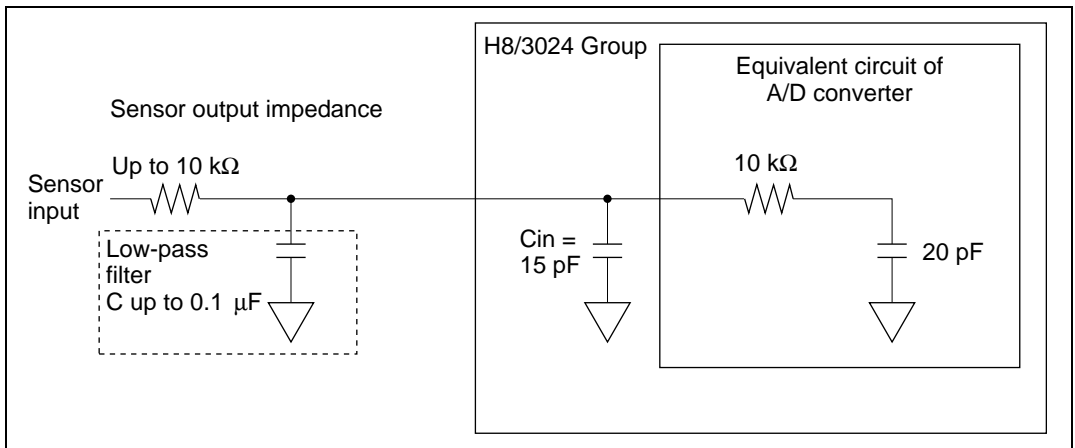 H8/3024 Group
Equivalent circuit of
A/D converter
Sensor output impedance
Up to 10 kΩ
10 kΩ
Sensor
input
Low-pass
filter
C up to 0.1 μF
Cin =
15 pF
20 pF